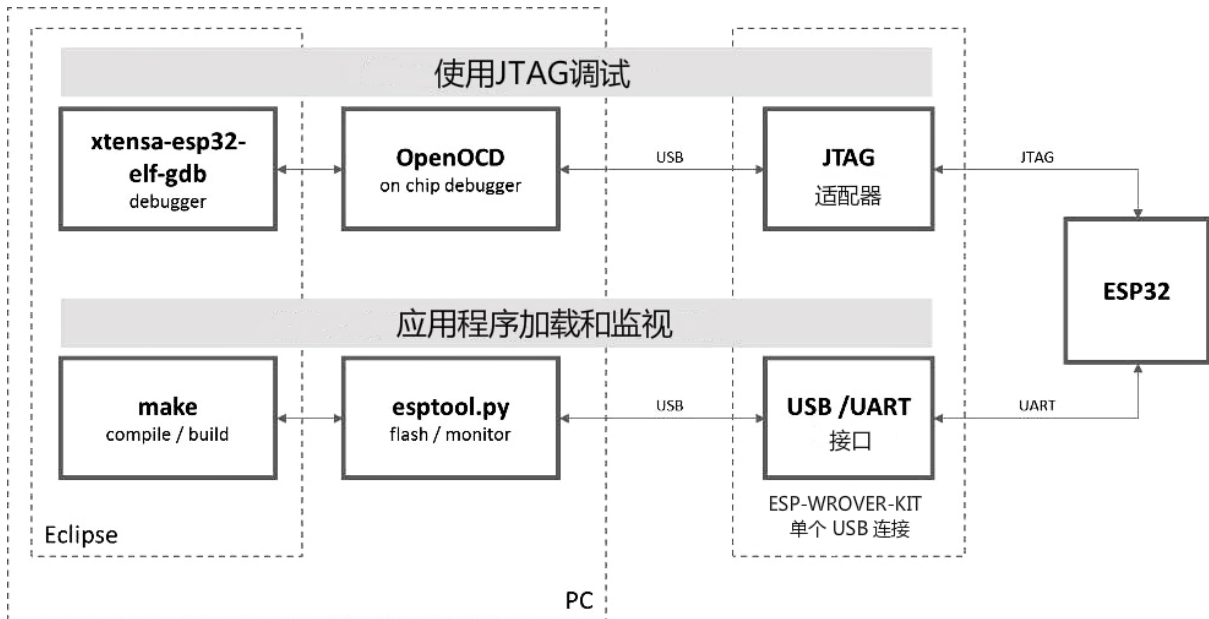 使用JTAG调试
xtensa-esp32-
elf-gdb
debugger
OpenOCD
on chip debugger
USB
JTAG
适配器
JTAG
ESP32
应用程序加载和监视
make
compile / build
esptool.py
flash / monitor
USB
USB /UART
接口
UART
ESP-WROVER-KIT
单个 USB 连接
Eclipse
PC